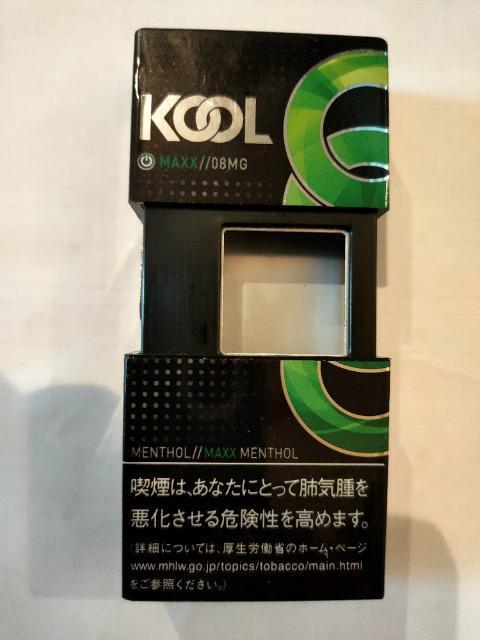 KOOL
MAXX//08MG
MENTHOL//MAXX MENTHOL
喫煙は、あなたにとって肺気腫を
悪化させる危険性を高めます。
(詳細については、厚生労働省のホーム・ページ
www.mhlw.go.jp/topics/tobacco/main.html
をご参照ください。)